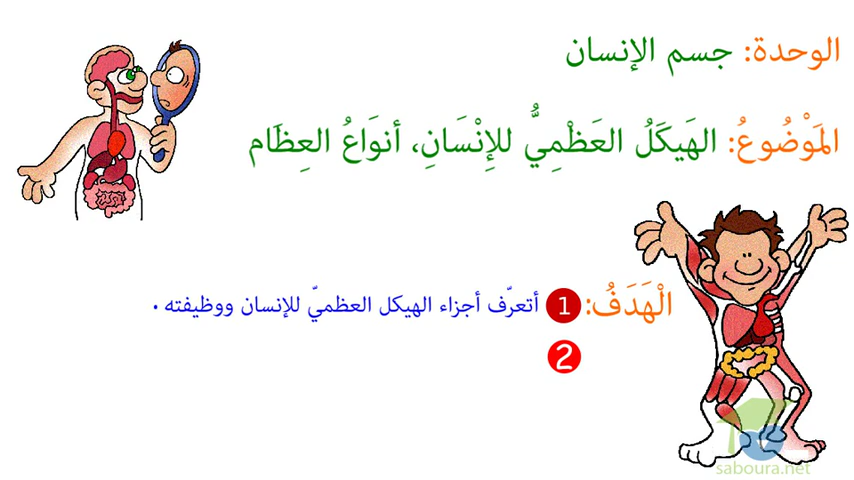 الوحدة: جسم الإنسان
المَوْضُوعُ: الهَيكَلُ العَظْمِيُّ للإِنْسَانِ، أنوَاعُ العِظَام
الْهَدَفُ: 1 أتعرّف أجزاء الهيكل العظميّ للإنسان ووظيفته .
2
saboura.net